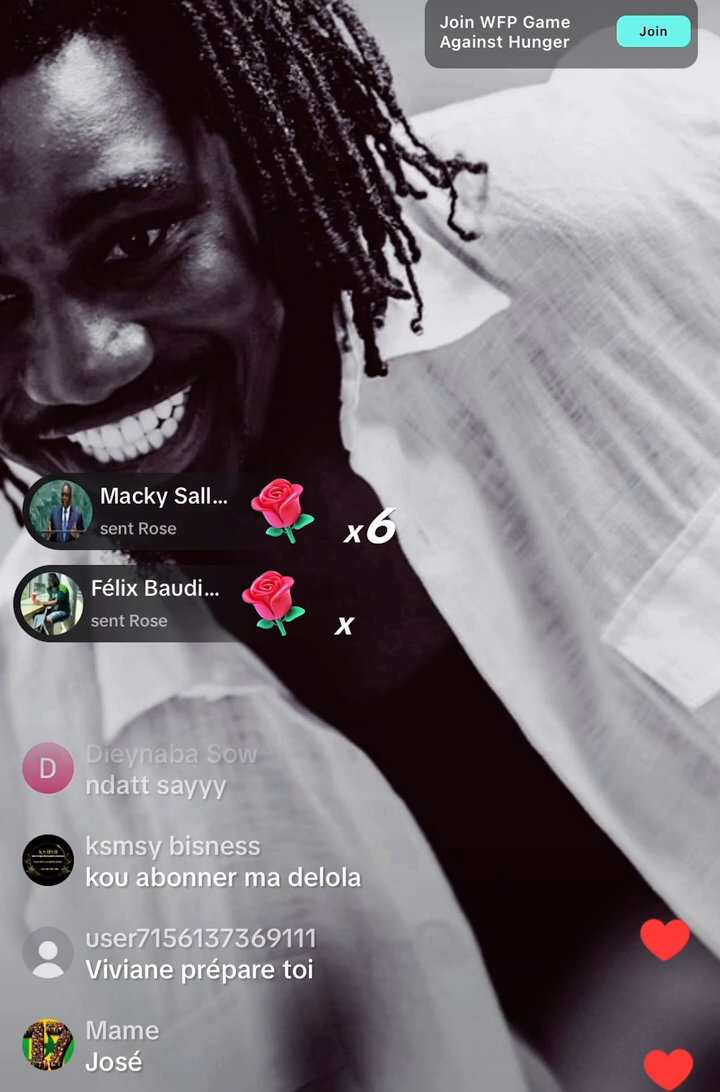 Join WFP Game
Against Hunger
Join
Macky Sall...
sent Rose
x6
Félix Baudi...
sent Rose
x
Dieynaba Sow
D
ndatt sayyy
ksmsy bisness
kou abonner ma delola
user7156137369111
Viviane prépare toi
Mame
17
José